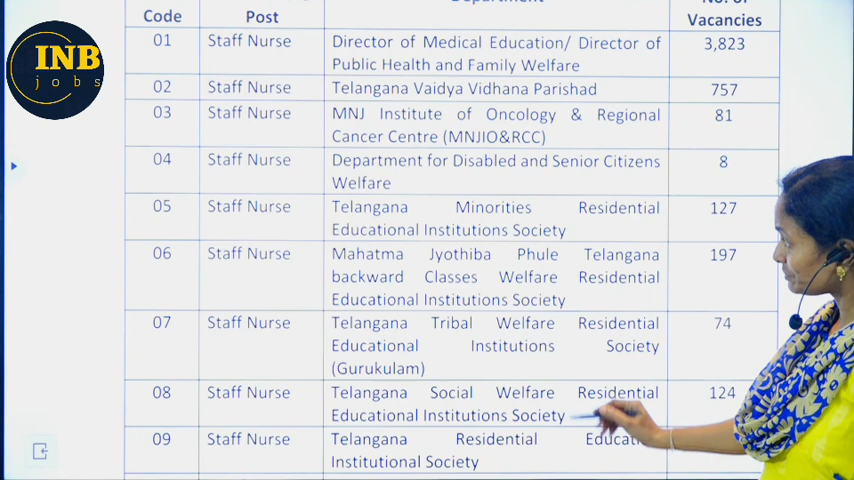 Department
No. of
Code Post Vacancies
INB
jobs
01 Staff Nurse Director of Medical Education/ Director of 3,823
Public Health and Family Welfare
02 Staff Nurse Telangana Vaidya Vidhana Parishad 757
03 Staff Nurse MNJ Institute of Oncology & Regional 81
Cancer Centre (MNJIO&RCC)
04 Staff Nurse Department for Disabled and Senior Citizens 8
Welfare
05 Staff Nurse Telangana Minorities Residential 127
Educational Institutions Society
06 Staff Nurse Mahatma Jyothiba Phule Telangana 197
backward Classes Welfare Residential
Educational Institutions Society
07 Staff Nurse Telangana Tribal Welfare Residential 74
Educational Institutions Society
(Gurukulam)
08 Staff Nurse Telangana Social Welfare Residential 124
Educational Institutions Society
09 Staff Nurse Telangana Residential
Institutional Society